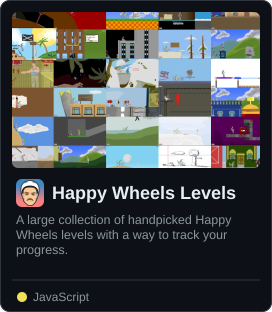 Happy Wheels Levels
A large collection of handpicked Happy
Wheels levels with a way to track your
progress.
JavaScript